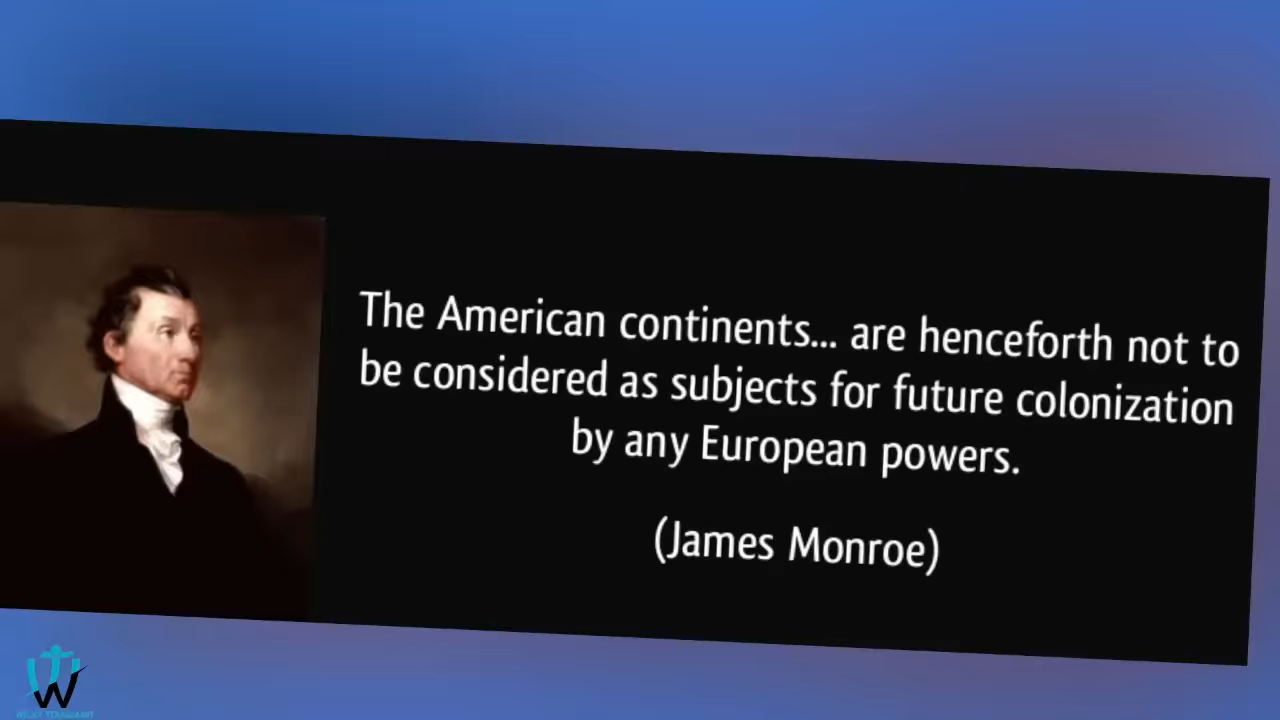 The American continents... are henceforth not to
be considered as subjects for future colonization
by any European powers.
(James Monroe)